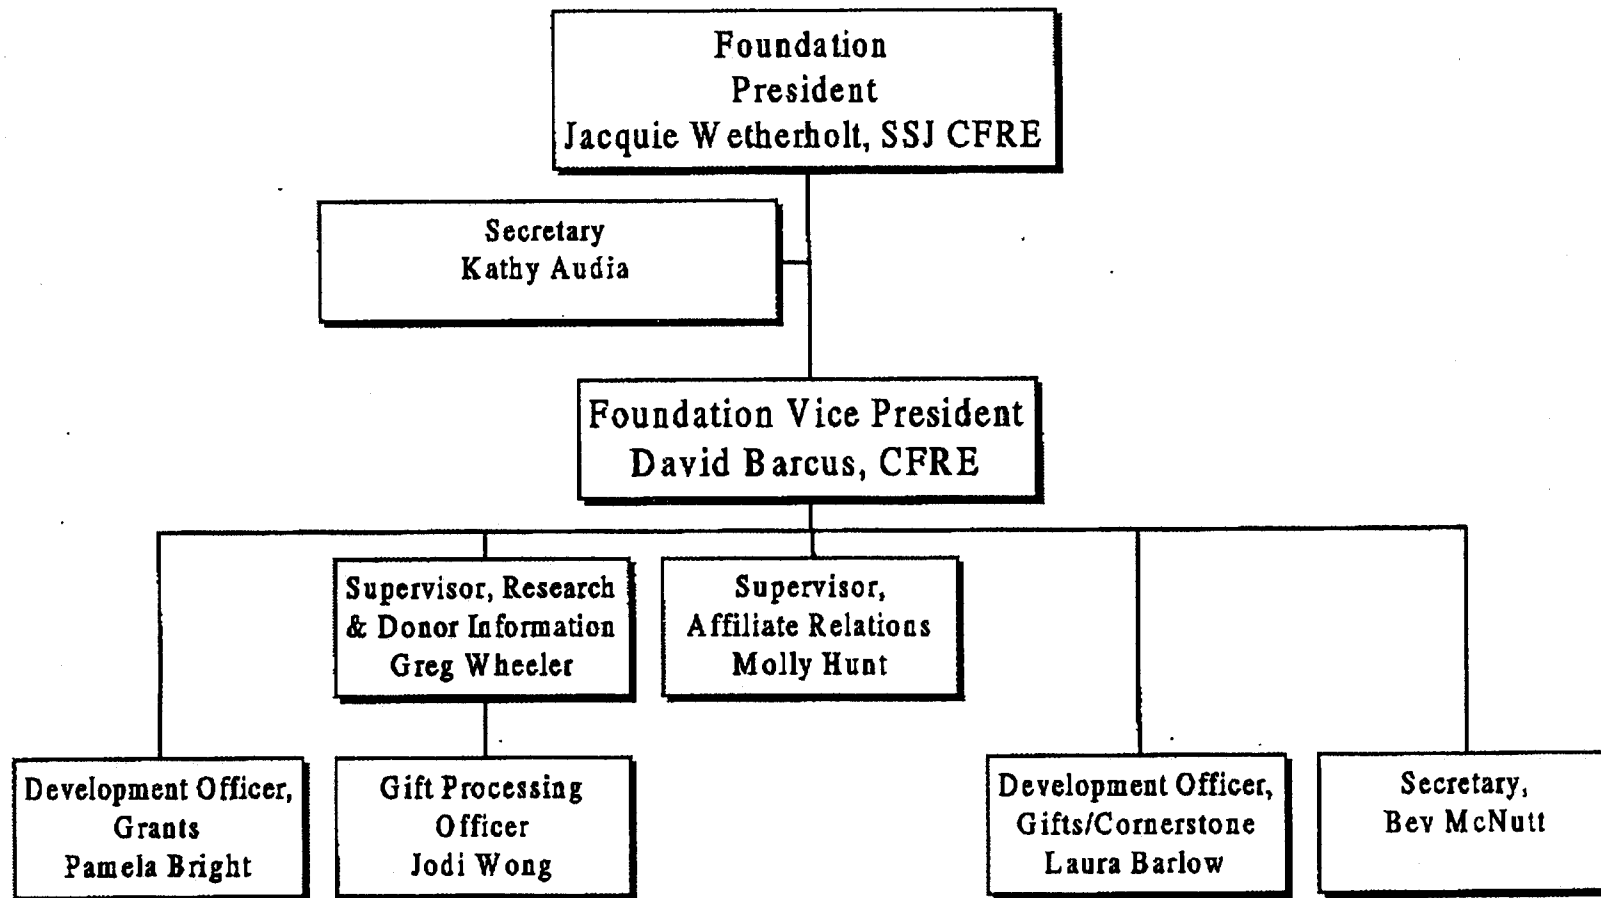 Foundation
President
Jacquie Wetherholt, SSJ CFRE
Secretary
Kathy Audia
Foundation Vice President
David Barcus, CFRE
Supervisor, Research
& Donor Information
Greg Wheeler
Supervisor,
Affiliate Relations
Molly Hunt
Development Officer,
Grants
Pamela Bright
Gift Processing
Officer
Jodi Wong
Development Officer,
Gifts/Cornerstone
Laura Barlow
Secretary,
Bev McNutt